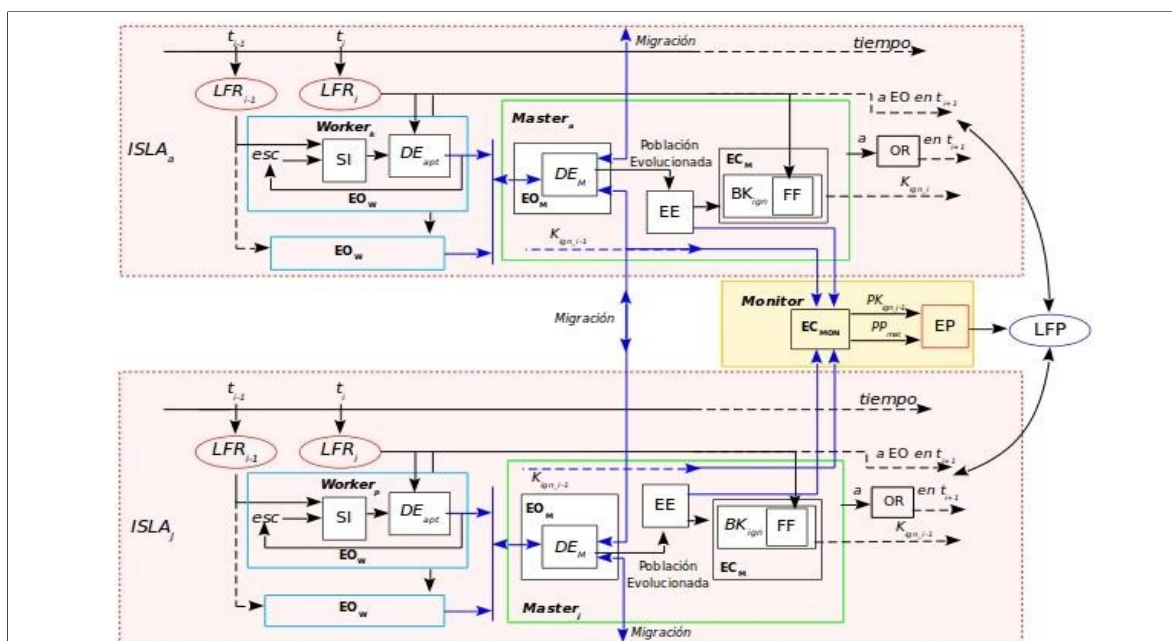 Migración
t i-1
t i
tiempo
LFR i-1
LFR i
a EO en t i+1
Worker k
Master a
ISLA a
esc
SI
DE apt
EO W
DE M
EO M
Población
Evolucionada
EE
EC M
BK ign
FF
a
OR
en t i+1
K ign_i
EO W
K ign_i-1
Migración
Monitor
EC MON
PK ign_i-1
PP met
EP
LFP
t i-1
t i
tiempo
LFR i-1
LFR i
a EO en t i+1
Worker p
K ign_i-1
ISLA j
esc
SI
DE apt
EO W
EO M
DE M
EE
Población
Evolucionada
BK ign
FF
EC M
a
OR
en t i+1
K ign_i-1
EO W
Master j
Migración